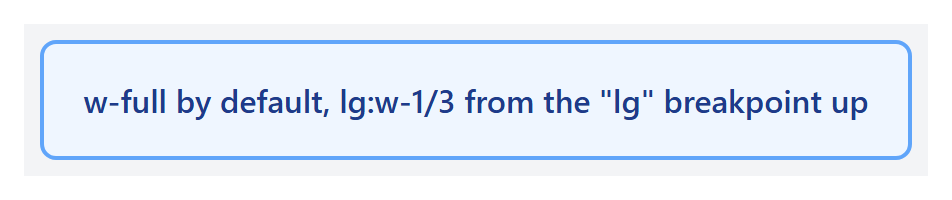 w-full by default, lg:w-1/3 from the "lg" breakpoint up